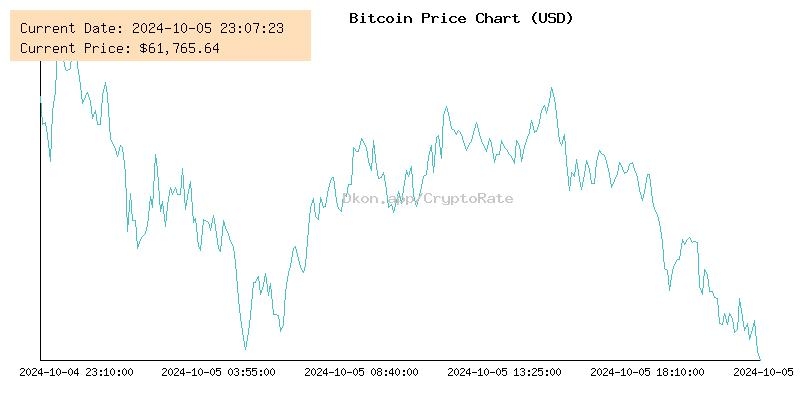 Bitcoin Price Chart (USD)
Current Date: 2024-10-05 23:07:23
Current Price: $61,765.64
Dkon.app/CryptoRate
2024-10-04 23:10:00 2024-10-05 03:55:00 2024-10-05 08:40:00 2024-10-05 13:25:00 2024-10-05 18:10:00 2024-10-05